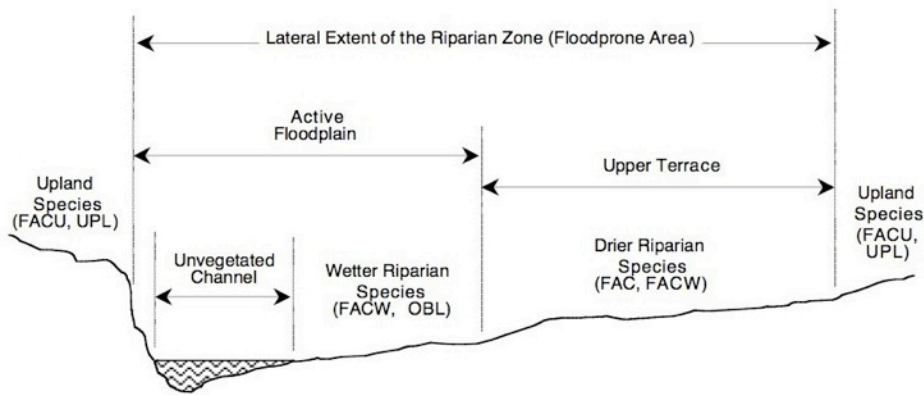 Lateral Extent of the Riparian Zone (Floodprone Area)
Active
Floodplain
Upper Terrace
Upland
Species
(FACU, UPL)
Unvegetated
Channel
Wetter Riparian
Species
(FACW, OBL)
Drier Riparian
Species
(FAC, FACW)
Upland
Species
(FACU,
UPL)